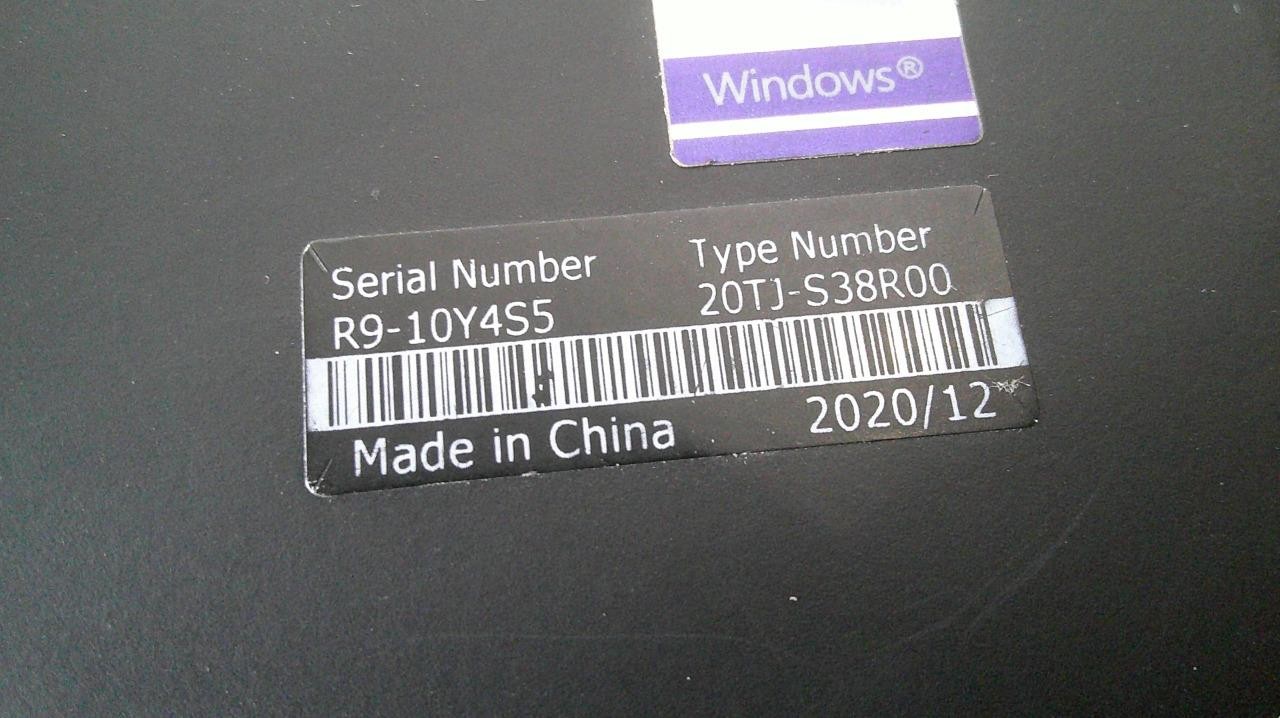 Windows®
Serial Number
R9-10Y4S5
Type Number
20TJ-S38R00
Made in China
2020/12